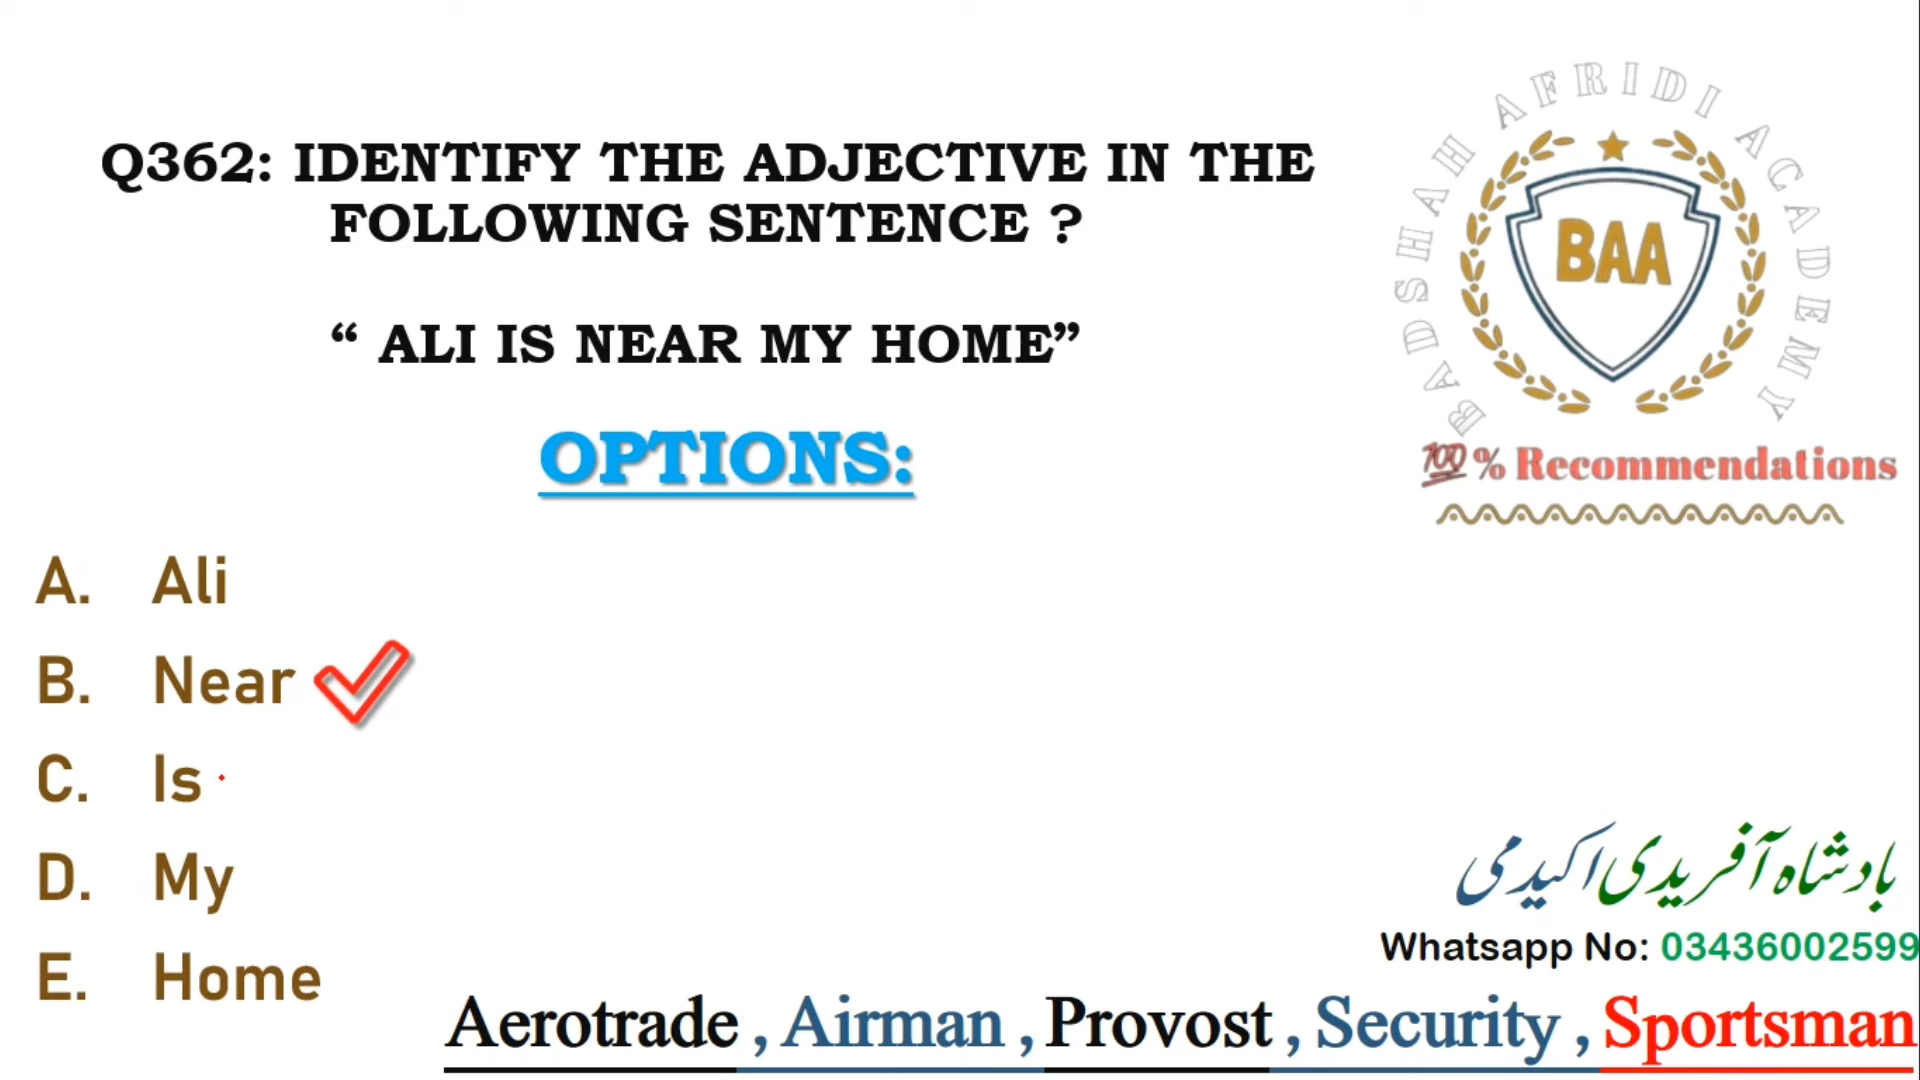 Q362: IDENTIFY THE ADJECTIVE IN THE
FOLLOWING SENTENCE ?
“ ALI IS NEAR MY HOME”
OPTIONS:
A. Ali
B. Near
C. Is
D. My
E. Home
BADSHAH AFRIDI ACADEMY
BAA
💯% Recommendations
بادشاہ آفریدی اکیڈمی
Whatsapp No: 03436002599
Aerotrade , Airman , Provost , Security , Sportsman